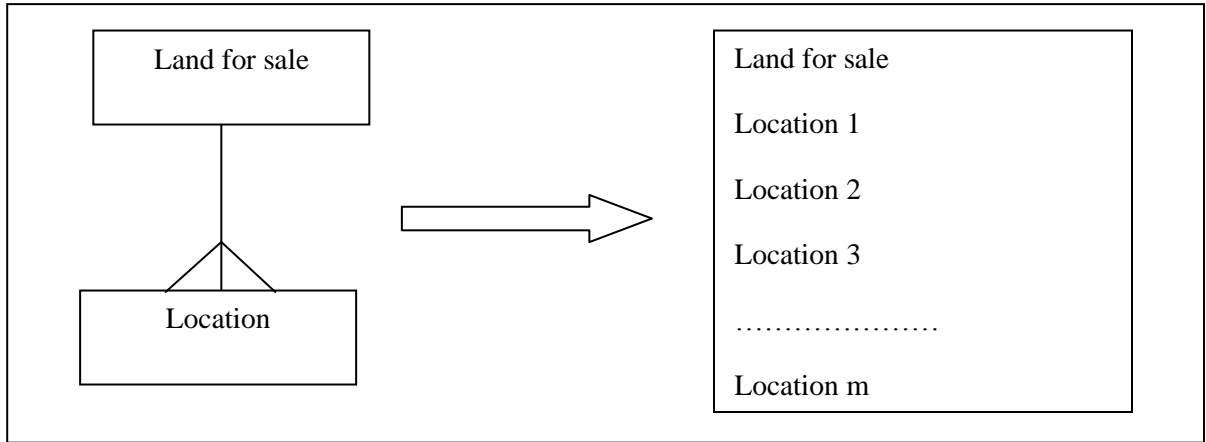 Land for sale
Location
Land for sale
Location 1
Location 2
Location 3
…………………
Location m